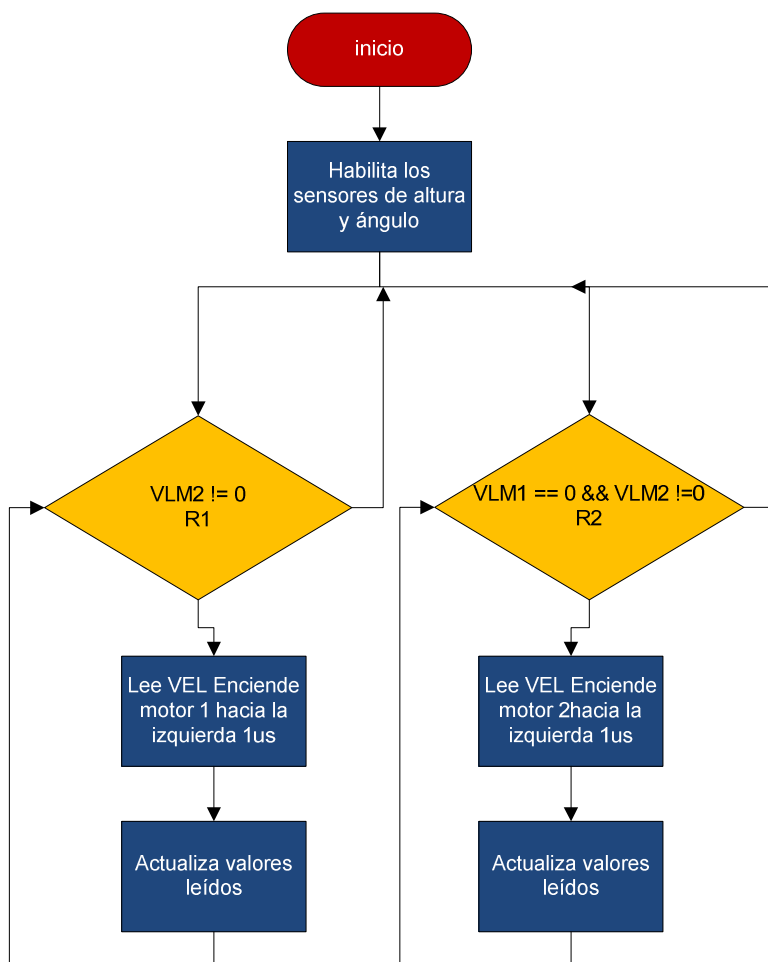 inicio
Habilita los
sensores de altura
y ángulo
VLM2 != 0
R1
VLM1 == 0 && VLM2 !=0
R2
Lee VEL Enciende
motor 1 hacia la
izquierda 1us
Lee VEL Enciende
motor 2hacia la
izquierda 1us
Actualiza valores
leídos
Actualiza valores
leídos